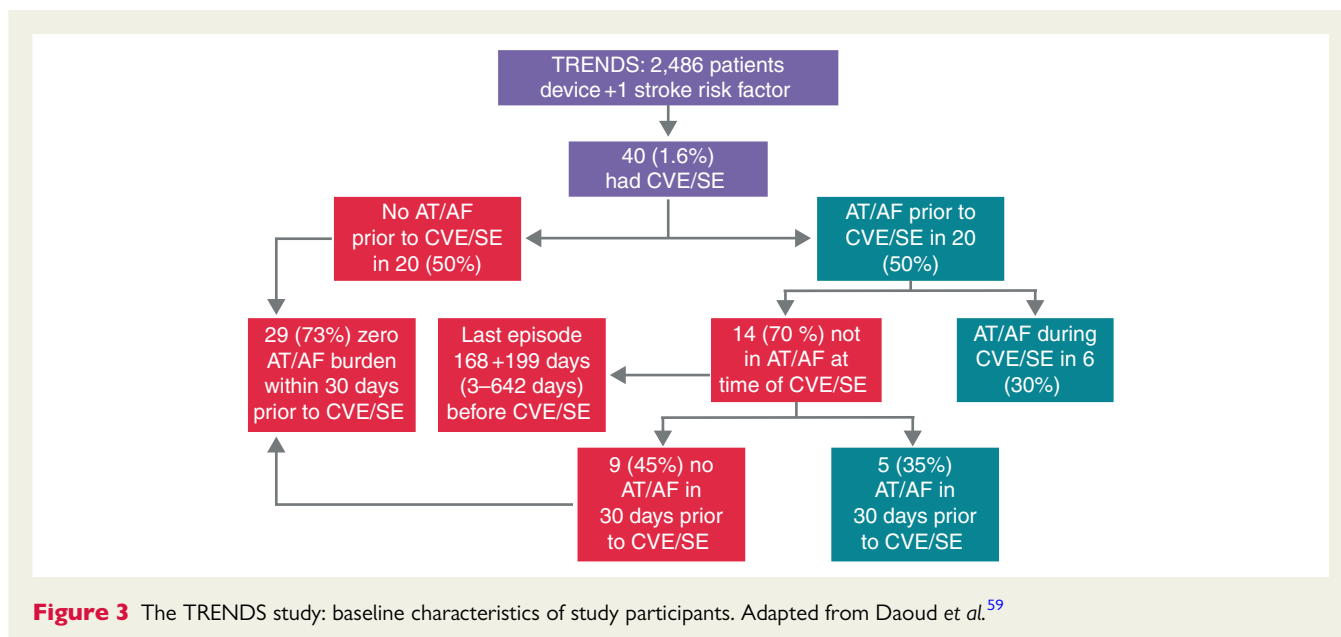 TRENDS: 2,486 patients
device +1 stroke risk factor
40 (1.6%)
had CVE/SE
No AT/AF
prior to CVE/SE
in 20 (50%)
AT/AF prior to
CVE/SE in 20
(50%)
29 (73%) zero
AT/AF burden
within 30 days
prior to CVE/SE
Last episode
168 +199 days
(3–642 days)
before CVE/SE
14 (70 %) not
in AT/AF at
time of CVE/SE
AT/AF during
CVE/SE in 6
(30%)
9 (45%) no
AT/AF in
30 days prior
to CVE/SE
5 (35%)
AT/AF in
30 days prior
to CVE/SE
Figure 3 The TRENDS study: baseline characteristics of study participants. Adapted from Daoud et al.59